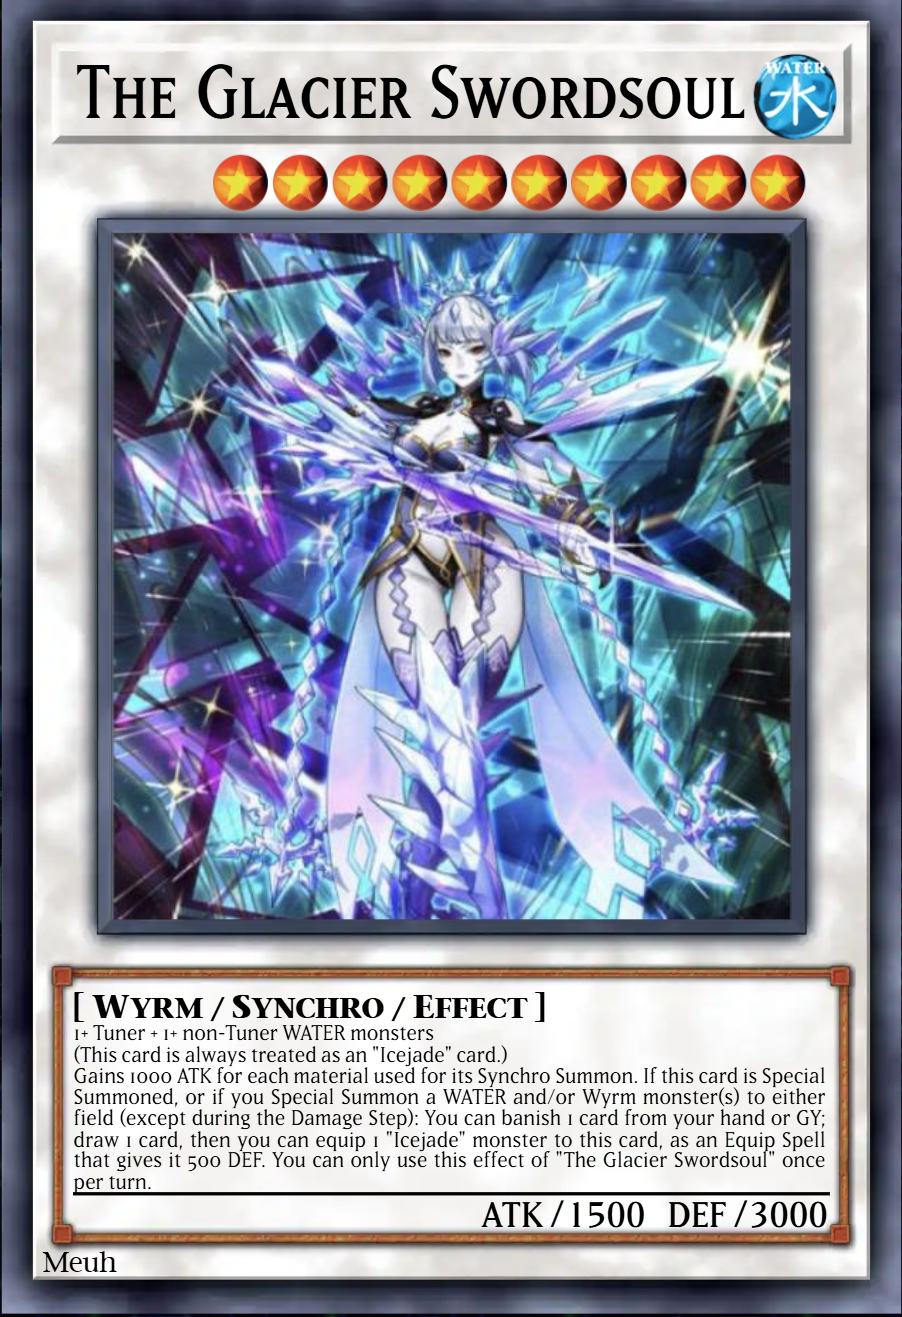 The Glacier Swordsoul
WATER
水
[ Wyrm / Synchro / Effect ]
1+ Tuner + 1+ non-Tuner WATER monsters
(This card is always treated as an "Icejade" card.)
Gains 1000 ATK for each material used for its Synchro Summon. If this card is Special
Summoned, or if you Special Summon a WATER and/or Wyrm monster(s) to either
field (except during the Damage Step): You can banish 1 card from your hand or GY;
draw 1 card, then you can equip 1 "Icejade" monster to this card, as an Equip Spell
that gives it 500 DEF. You can only use this effect of "The Glacier Swordsoul" once
per turn.
ATK / 1500 DEF / 3000
Meuh